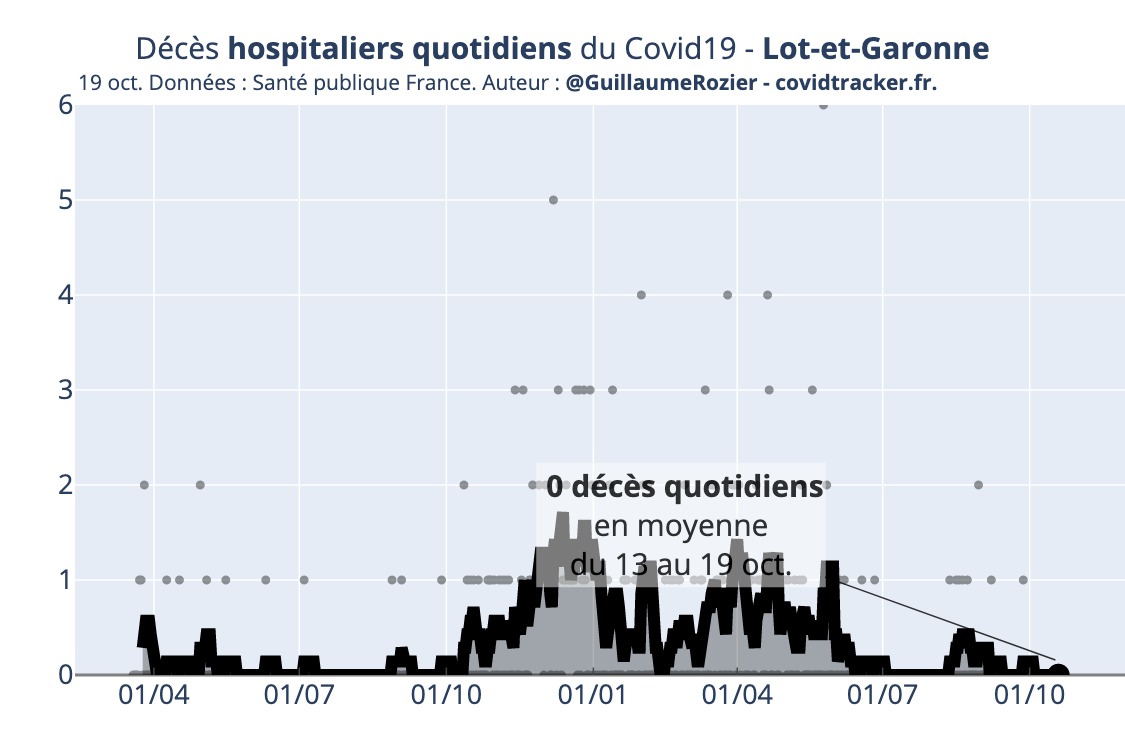 Décès hospitaliers quotidiens du Covid19 - Lot-et-Garonne
19 oct. Données : Santé publique France. Auteur : @GuillaumeRozier - covidtracker.fr.
6
5
4
3
2
1
0
0 décès quotidiens
en moyenne
du 13 au 19 oct.
01/04 01/07 01/10 01/01 01/04 01/07 01/10